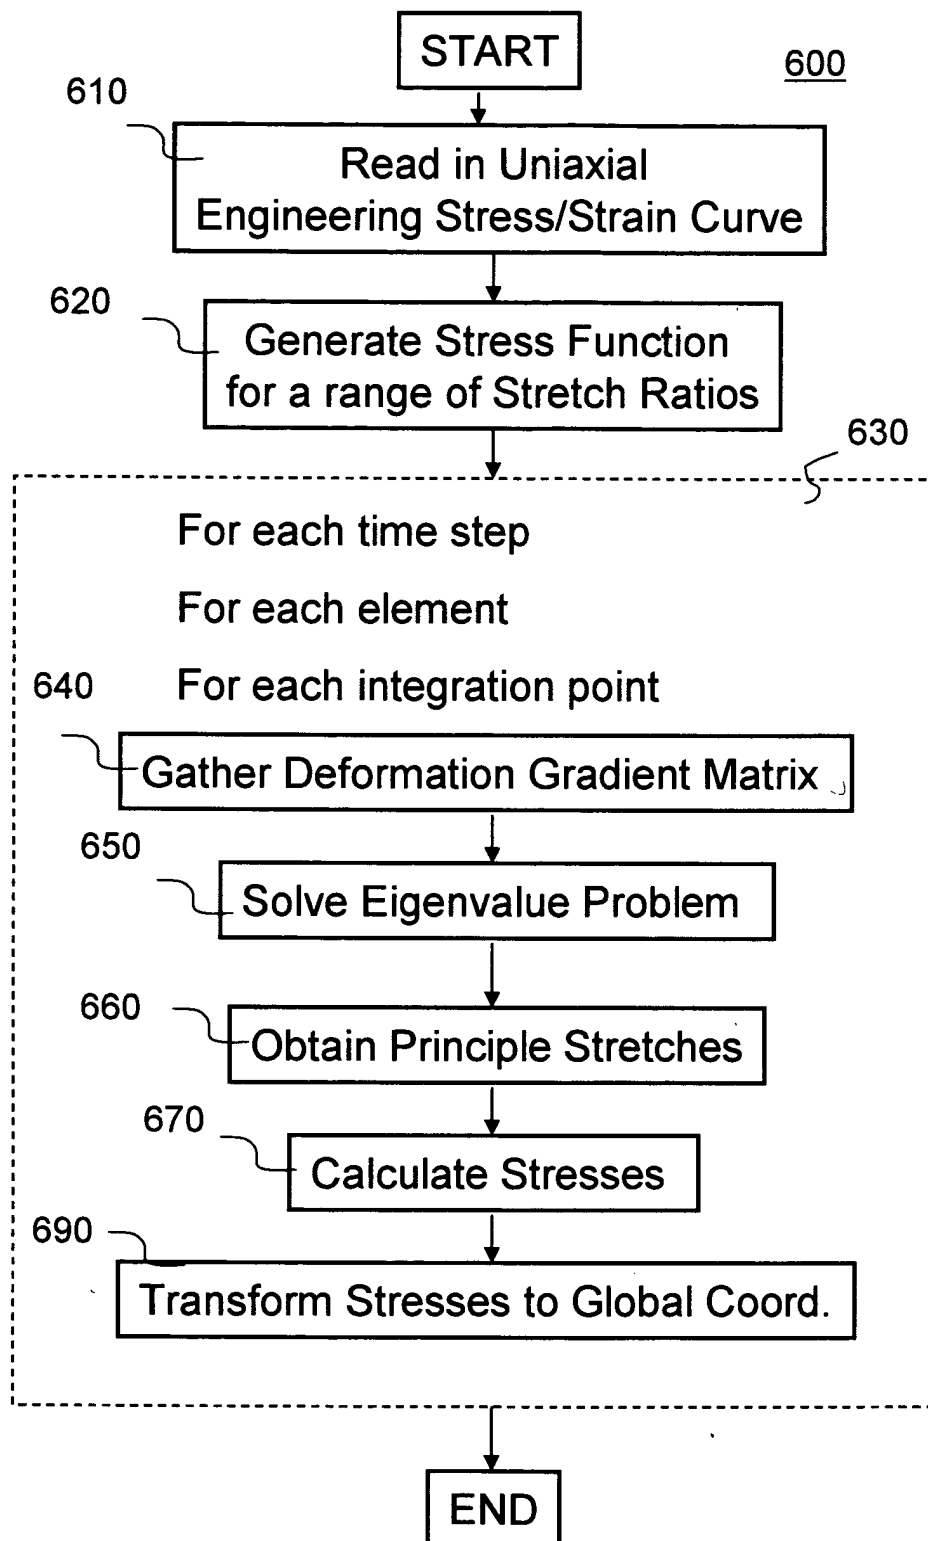 START
600
610
Read in Uniaxial
Engineering Stress/Strain Curve
620
Generate Stress Function
for a range of Stretch Ratios
630
For each time step
For each element
640
For each integration point
Gather Deformation Gradient Matrix
650
Solve Eigenvalue Problem
660
Obtain Principle Stretches
670
Calculate Stresses
690
Transform Stresses to Global Coord.
END